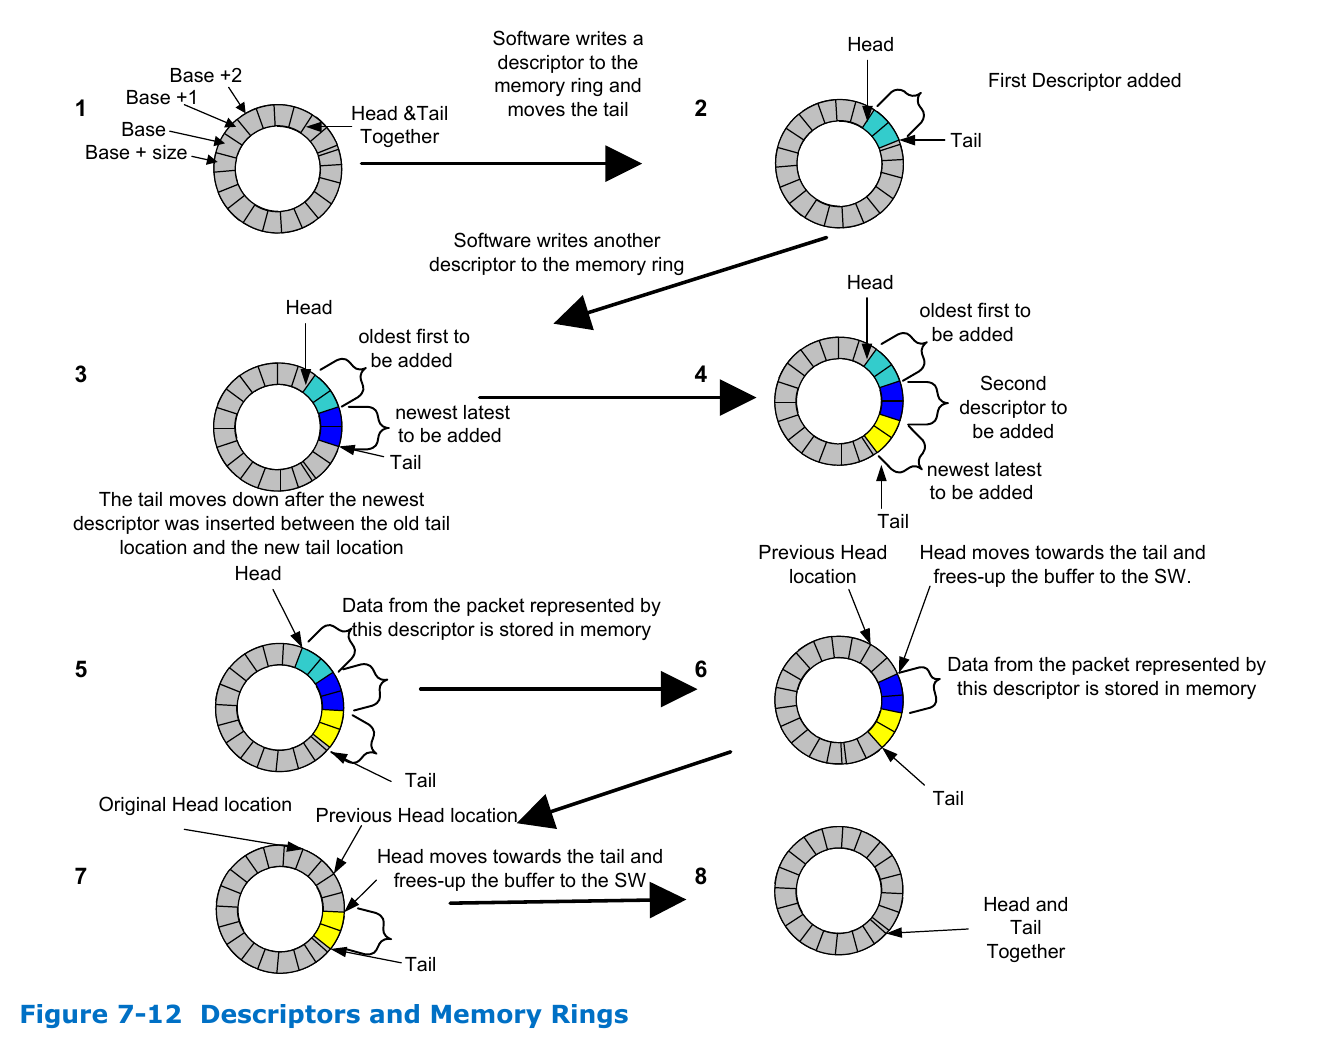 1
Base +2
Base +1
Base
Base + size
Head &Tail
Together
Software writes a
descriptor to the
memory ring and
moves the tail
2
Head
First Descriptor added
Tail
Software writes another
descriptor to the memory ring
3
Head
oldest first to
be added
newest latest
to be added
Tail
The tail moves down after the newest
descriptor was inserted between the old tail
location and the new tail location
4
Head
oldest first to
be added
Second
descriptor to
be added
newest latest
to be added
Tail
5
Head
Data from the packet represented by
this descriptor is stored in memory
Tail
6
Previous Head
location
Head moves towards the tail and
frees-up the buffer to the SW.
Data from the packet represented by
this descriptor is stored in memory
Tail
7
Original Head location
Previous Head location
Head moves towards the tail and
frees-up the buffer to the SW
Tail
8
Head and
Tail
Together
Figure 7-12 Descriptors and Memory Rings